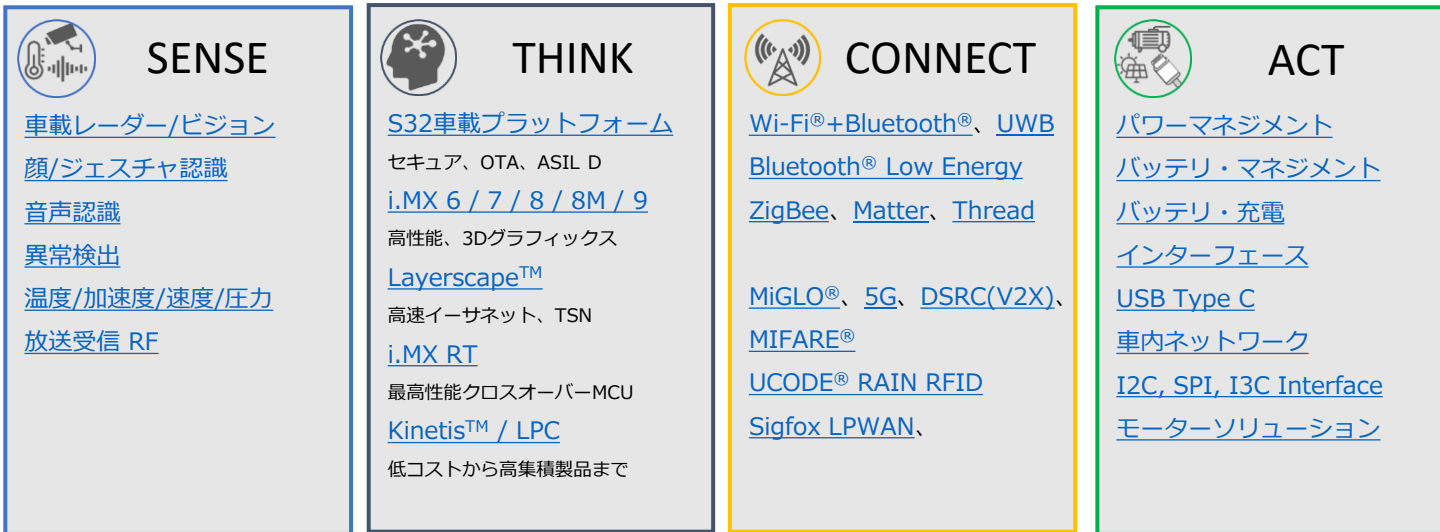 SENSE
車載レーダー/ビジョン
顔/ジェスチャ認識
音声認識
異常検出
温度/加速度/速度/圧力
放送受信 RF
THINK
S32車載プラットフォーム
セキュア、OTA、ASIL D
i.MX 6 / 7 / 8 / 8M / 9
高性能、3Dグラフィックス
Layerscape™
高速イーサネット、TSN
i.MX RT
最高性能クロスオーバーMCU
Kinetis™ / LPC
低コストから高集積製品まで
CONNECT
Wi-Fi®+Bluetooth®、UWB
Bluetooth® Low Energy
ZigBee、Matter、Thread
MiGLO®、5G、DSRC(V2X)、
MIFARE®
UCODE® RAIN RFID
Sigfox LPWAN、
ACT
パワーマネジメント
バッテリ・マネジメント
バッテリ・充電
インターフェース
USB Type C
車内ネットワーク
I2C, SPI, I3C Interface
モーターソリューション